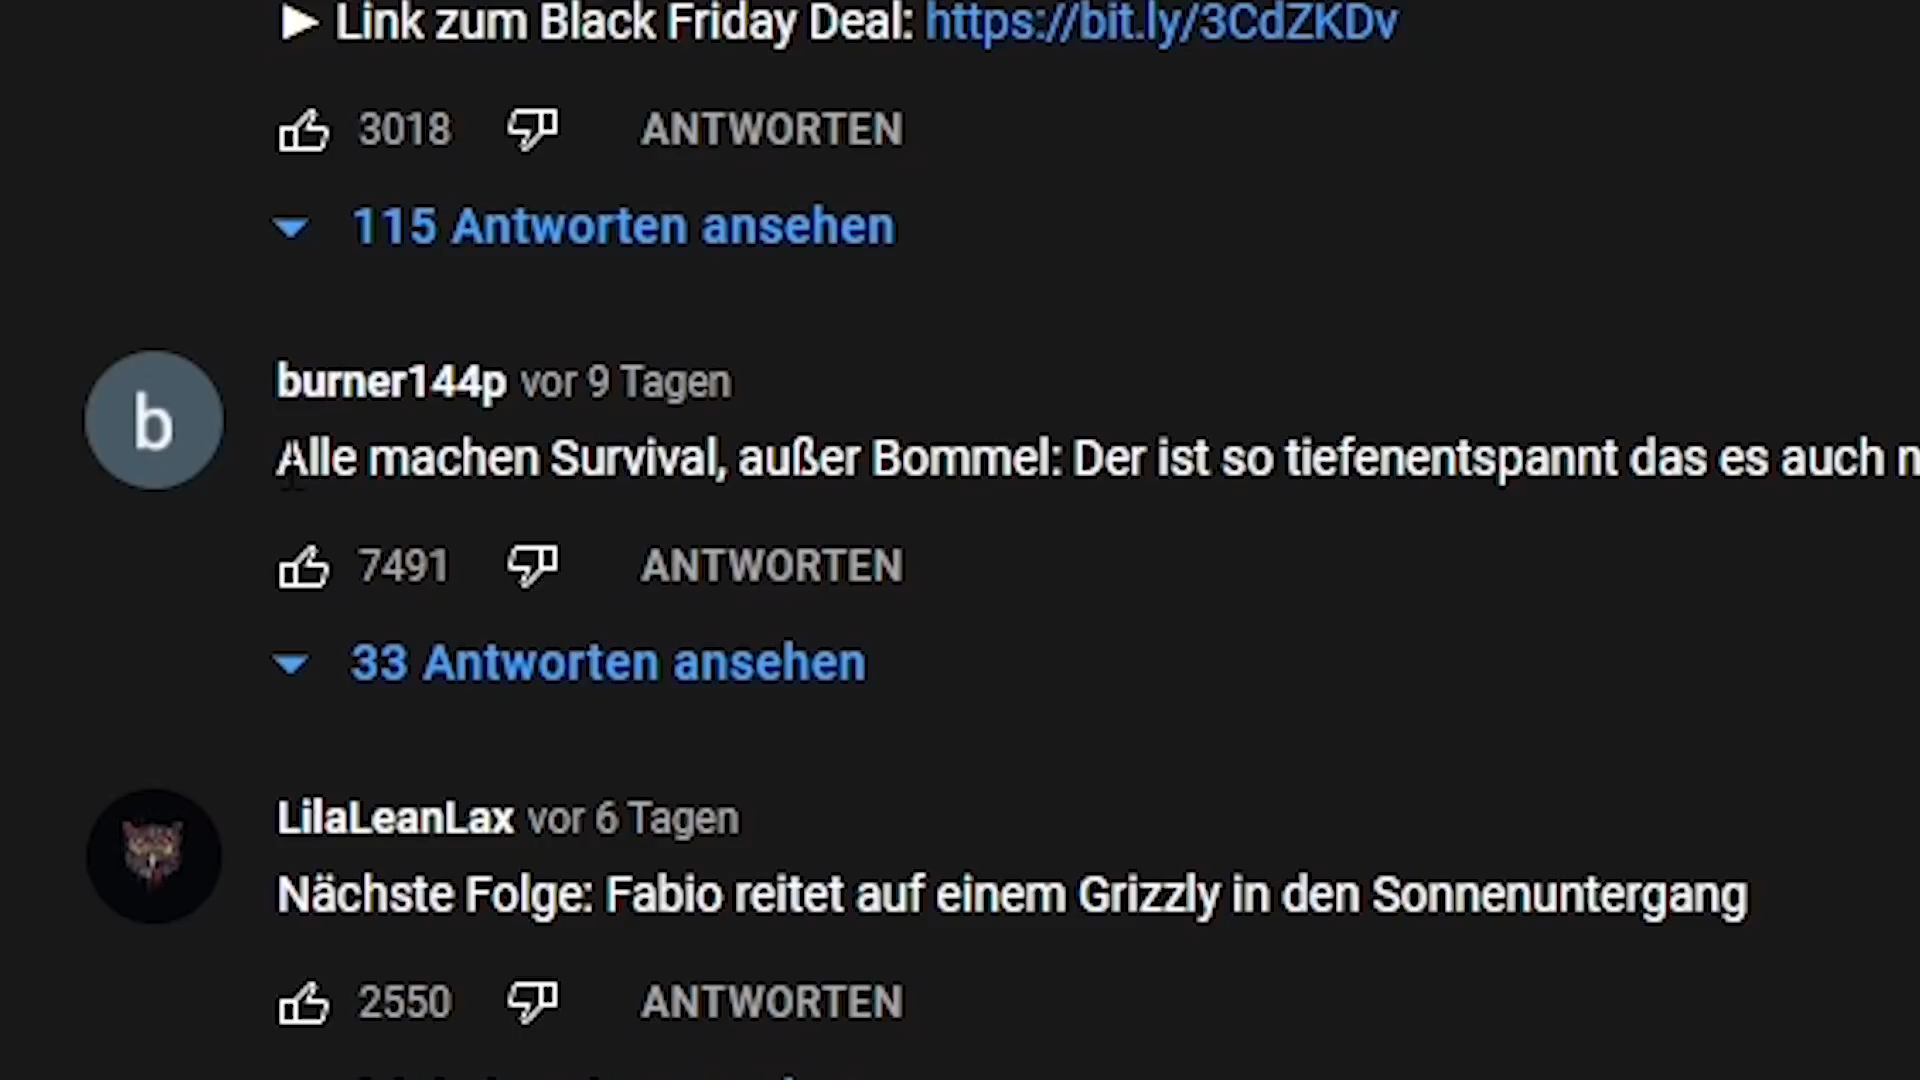 ► Link zum Black Friday Deal: https://bit.ly/3CdZKDv
3018 ANTWORTEN
115 Antworten ansehen
b
burner144p vor 9 Tagen
Alle machen Survival, außer Bommel: Der ist so tiefenentspannt das es auch
7491 ANTWORTEN
33 Antworten ansehen
LilaLeanLax vor 6 Tagen
Nächste Folge: Fabio reitet auf einem Grizzly in den Sonnenuntergang
2550 ANTWORTEN